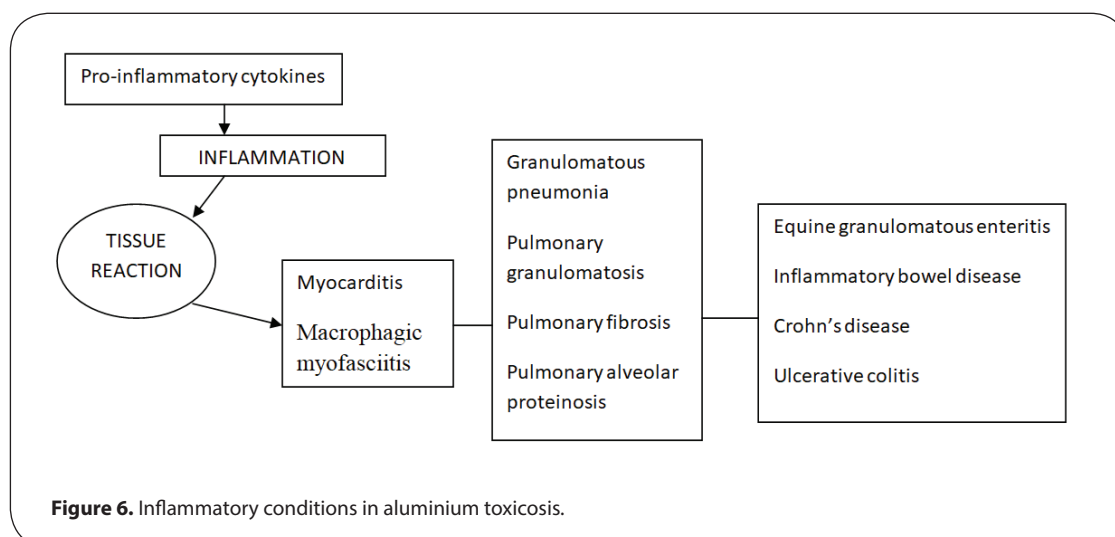 Pro-inflammatory cytokines
INFLAMMATION
TISSUE
REACTION
Myocarditis
Macrophagic
myofasciitis
Granulomatous
pneumonia
Pulmonary
granulomatosis
Pulmonary fibrosis
Pulmonary alveolar
proteinosis
Equine granulomatous enteritis
Inflammatory bowel disease
Crohn’s disease
Ulcerative colitis
Figure 6. Inflammatory conditions in aluminium toxicosis.